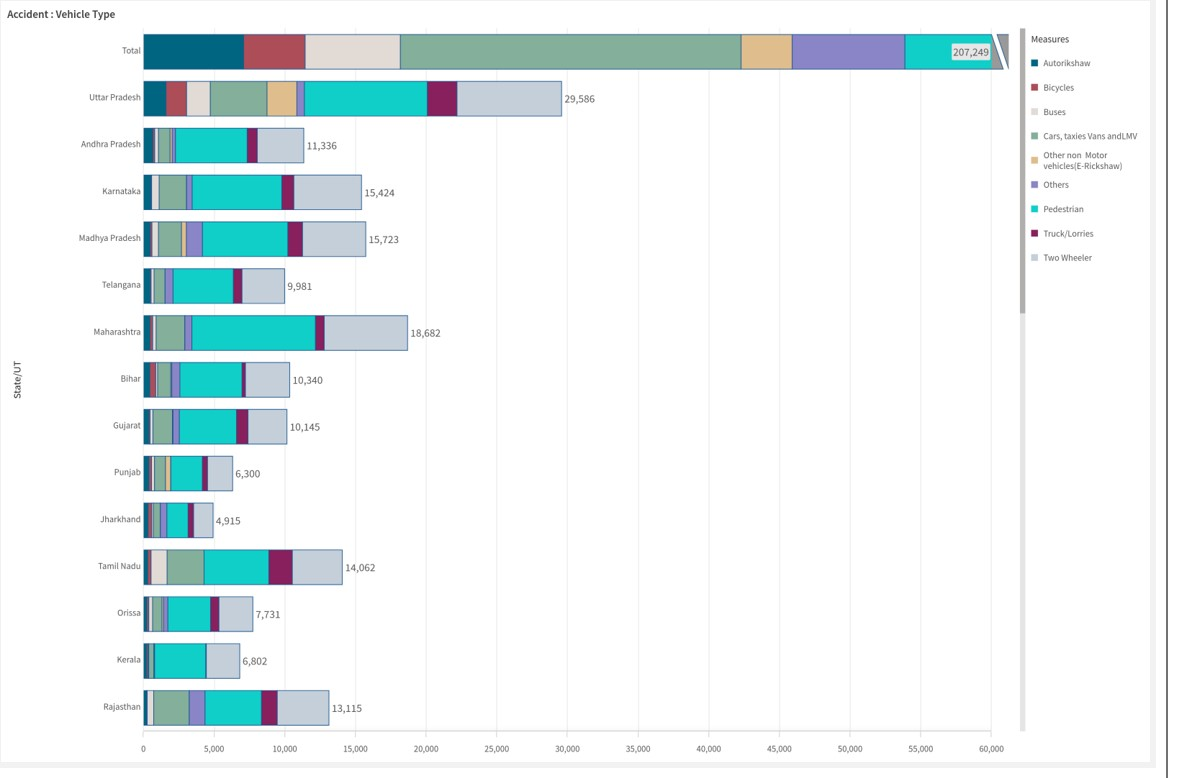 Accident : Vehicle Type
Measures
Autorikshaw
Bicycles
Buses
Cars, taxies Vans andLMV
Other non Motor
vehicles(E-Rickshaw)
Others
Pedestrian
Truck/Lorries
Two Wheeler
State/UT
Total
207,249
Uttar Pradesh
29,586
Andhra Pradesh
11,336
Karnataka
15,424
Madhya Pradesh
15,723
Telangana
9,981
Maharashtra
18,682
Bihar
10,340
Gujarat
10,145
Punjab
6,300
Jharkhand
4,915
Tamil Nadu
14,062
Orissa
7,731
Kerala
6,802
Rajasthan
13,115
0 5,000 10,000 15,000 20,000 25,000 30,000 35,000 40,000 45,000 50,000 55,000 60,000